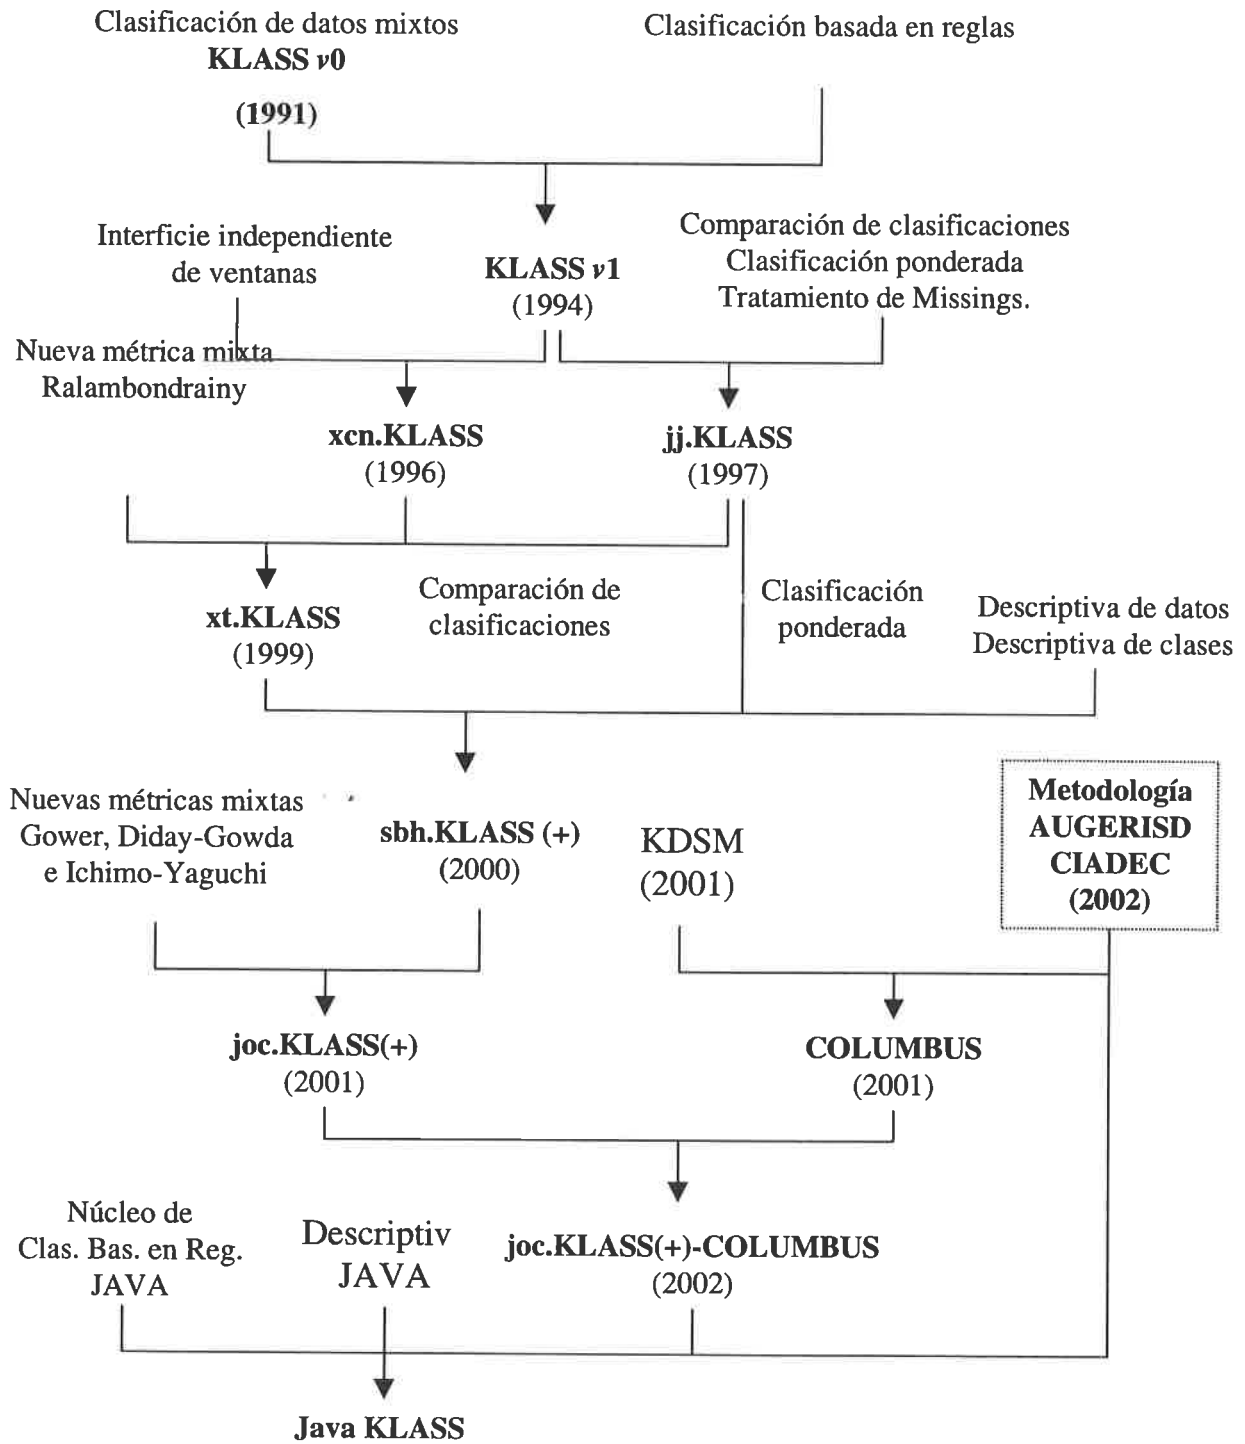 Clasificación de datos mixtos
KLASS v0
(1991)
Clasificación basada en reglas
Interficie independiente
de ventanas
KLASS v1
(1994)
Comparación de clasificaciones
Clasificación ponderada
Tratamiento de Missings.
Nueva métrica mixta
Ralambondrainy
xcn.KLASS
(1996)
jj.KLASS
(1997)
xt.KLASS
(1999)
Comparación de
clasificaciones
Clasificación
ponderada
Descriptiva de datos
Descriptiva de clases
Nuevas métricas mixtas
Gower, Diday-Gowda
e Ichimo-Yaguchi
sbh.KLASS (+)
(2000)
KDSM
(2001)
Metodología
AUGERISD
CIADEC
(2002)
joc.KLASS(+)
(2001)
COLUMBUS
(2001)
Núcleo de
Clas. Bas. en Reg.
JAVA
Descriptiv
JAVA
joc.KLASS(+)-COLUMBUS
(2002)
Java KLASS